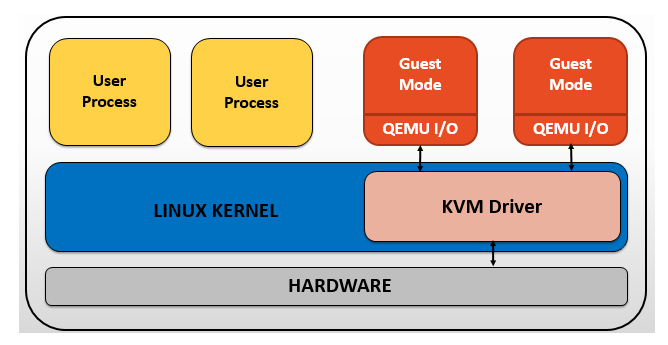 User
Process
User
Process
Guest
Mode
QEMU I/O
Guest
Mode
QEMU I/O
LINUX KERNEL
KVM Driver
HARDWARE